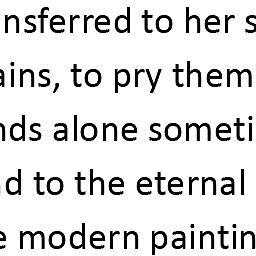 nsferred to her s
ains, to pry them
nds alone someti
d to the eternal
e modern paintin